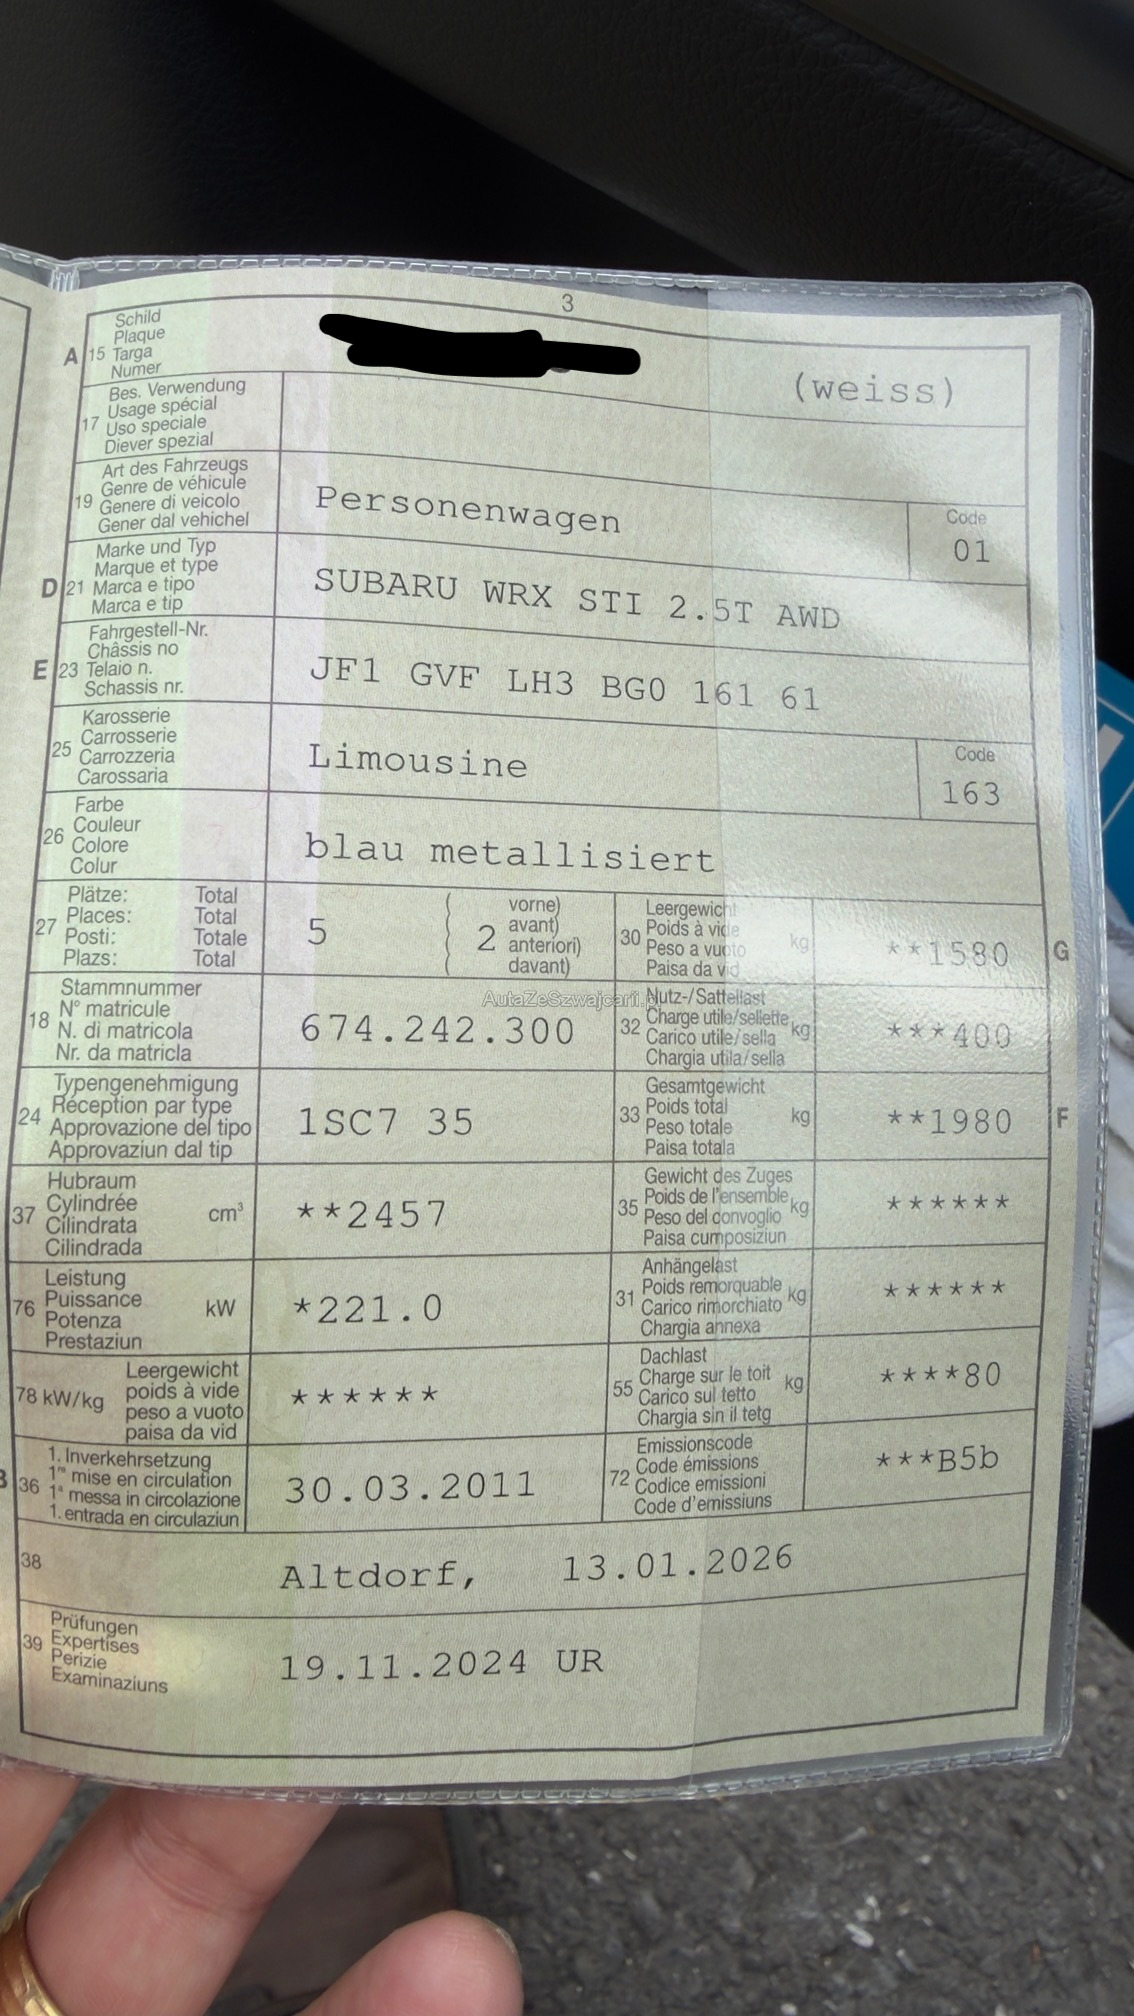 3
A 15 Schild
Plaque
Targa
Numer
(weiss)
17 Bes. Verwendung
Usage spécial
Uso speciale
Diever spezial
19 Art des Fahrzeugs
Genre de véhicule
Genere di veicolo
Gener dal vehichel
Personenwagen
Code
01
D 21 Marke und Typ
Marque et type
Marca e tipo
Marca e tip
SUBARU WRX STI 2.5T AWD
E 23 Fahrgestell-Nr.
Châssis no
Telaio n.
Schassis nr.
JF1 GVF LH3 BG0 161 61
25 Karosserie
Carrosserie
Carrozzeria
Carossaria
Limousine
Code
163
26 Farbe
Couleur
Colore
Colur
blau metallisiert
27 Plätze: Total
Places: Total
Posti: Totale
Plazs: Total
5 ( 2 vorne)
avant)
anteriori)
davant)
30 Leergewicht
Poids à vide
Peso a vuoto
Paisa da vid
kg
**1580
G
18 Stammnummer
N° matricule
N. di matricola
Nr. da matricla
674.242.300
AutaZeSzwajcarii.pl
32 Nutz-/Sattellast
Charge utile/sellette
Carico utile/sella
Chargia utila/sella
kg
***400
24 Typengenehmigung
Réception par type
Approvazione del tipo
Approvaziun dal tip
1SC7 35
33 Gesamtgewicht
Poids total
Peso totale
Paisa totala
kg
**1980
F
37 Hubraum
Cylindrée
Cilindrata
Cilindrada
cm³
**2457
35 Gewicht des Zuges
Poids de l'ensemble
Peso del convoglio
Paisa cumposiziun
kg
******
76 Leistung
Puissance
Potenza
Prestaziun
kW
*221.0
31 Anhängelast
Poids remorquable
Carico rimorchiato
Chargia annexa
kg
******
78 kW/kg Leergewicht
poids à vide
peso a vuoto
paisa da vid
******
55 Dachlast
Charge sur le toit
Carico sul tetto
Chargia sin il tetg
kg
****80
B 36 1. Inverkehrsetzung
1re mise en circulation
1a messa in circolazione
1. entrada en circulaziun
30.03.2011
72 Emissionscode
Code émissions
Codice emissioni
Code d'emissiuns
***B5b
38
Altdorf, 13.01.2026
39 Prüfungen
Expertises
Perizie
Examinaziuns
19.11.2024 UR